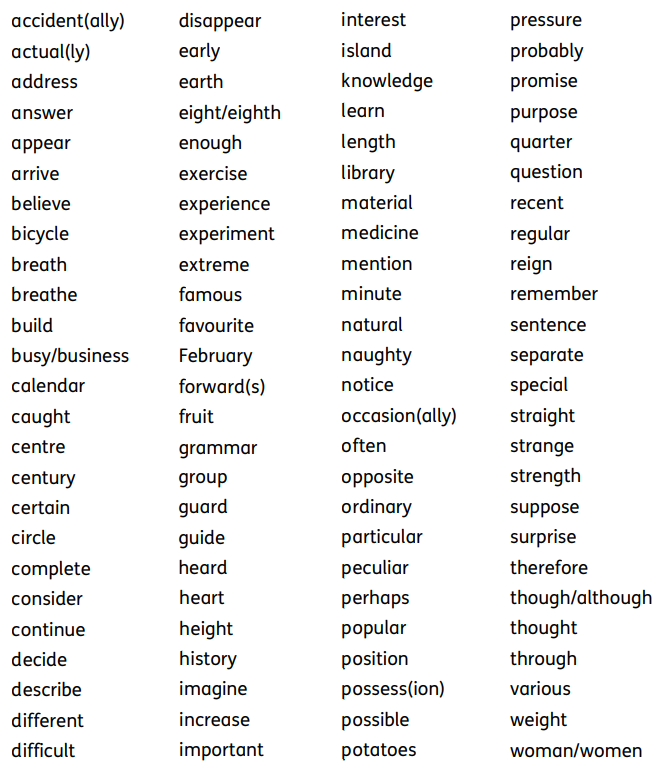 accident(ally)
actual(ly)
address
answer
appear
arrive
believe
bicycle
breath
breathe
build
busy/business
calendar
caught
centre
century
certain
circle
complete
consider
continue
decide
describe
different
difficult
disappear
early
earth
eight/eighth
enough
exercise
experience
experiment
extreme
famous
favourite
February
forward(s)
fruit
grammar
group
guard
guide
heard
heart
height
history
imagine
increase
important
interest
island
knowledge
learn
length
library
material
medicine
mention
minute
natural
naughty
notice
occasion(ally)
often
opposite
ordinary
particular
peculiar
perhaps
popular
position
possess(ion)
possible
potatoes
pressure
probably
promise
purpose
quarter
question
recent
regular
reign
remember
sentence
separate
special
straight
strange
strength
suppose
surprise
therefore
though/although
thought
through
various
weight
woman/women